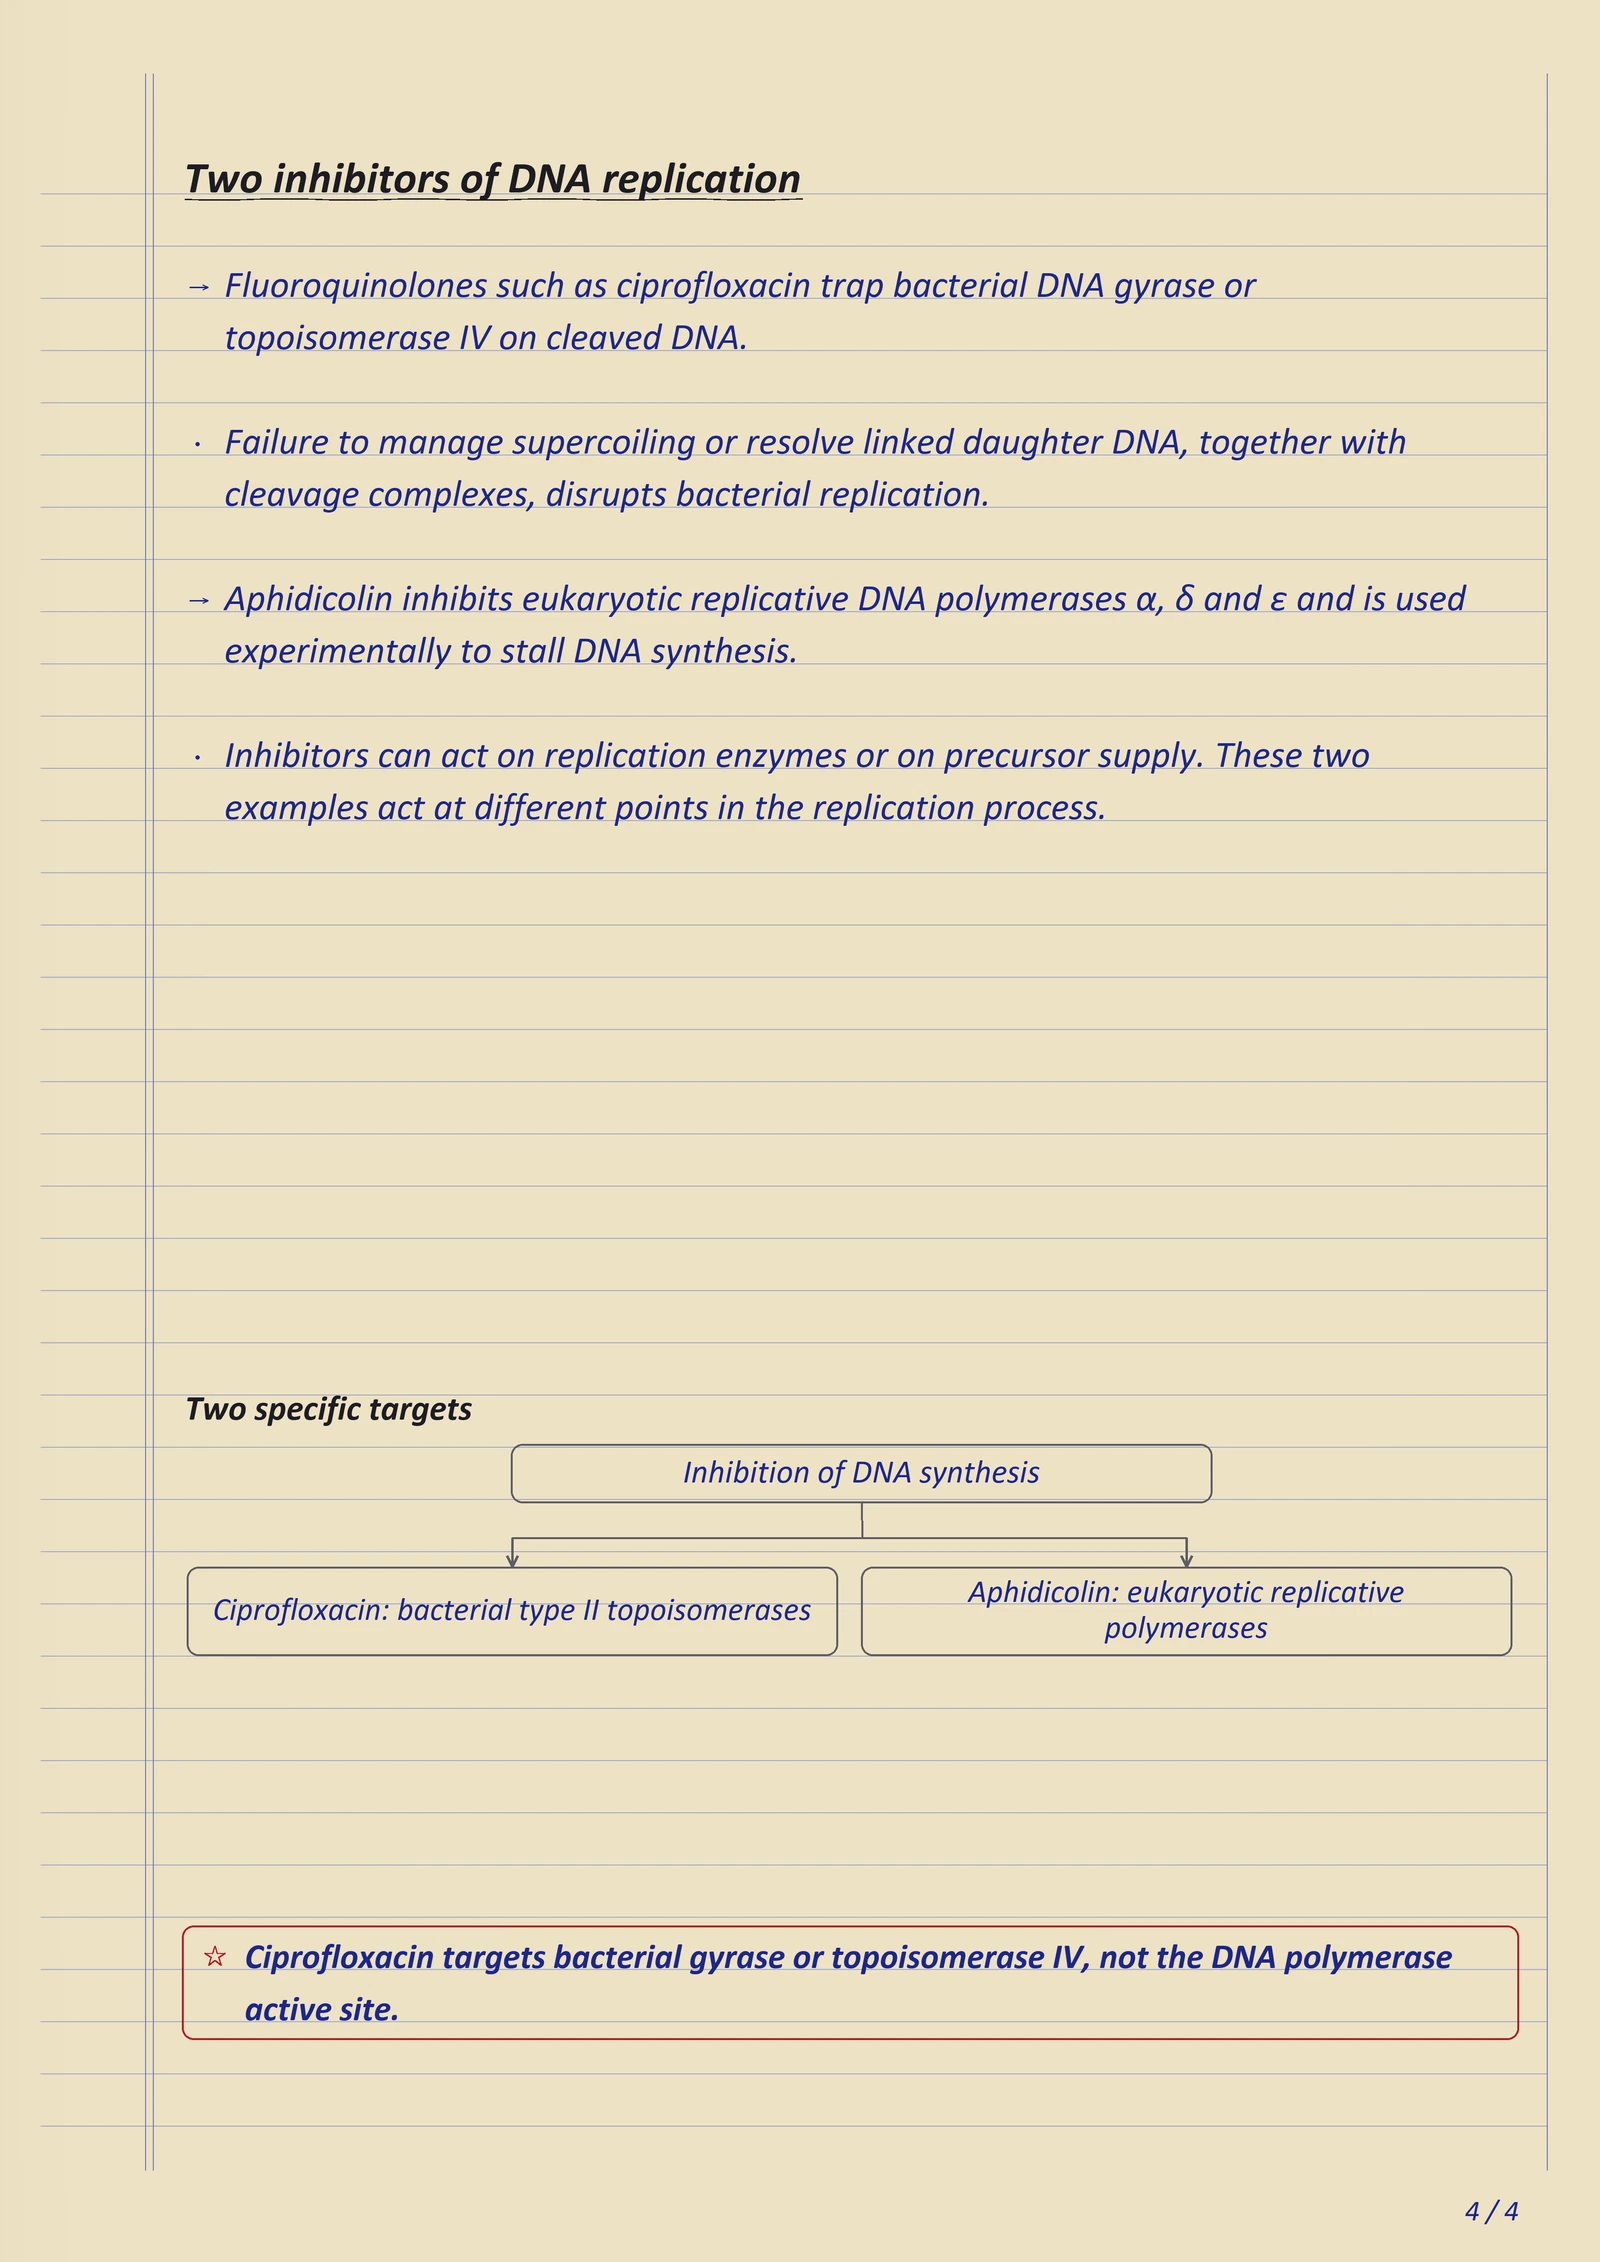 Two inhibitors of DNA replication
→ Fluoroquinolones such as ciprofloxacin trap bacterial DNA gyrase or
topoisomerase IV on cleaved DNA.
· Failure to manage supercoiling or resolve linked daughter DNA, together with
cleavage complexes, disrupts bacterial replication.
→ Aphidicolin inhibits eukaryotic replicative DNA polymerases α, δ and ε and is used
experimentally to stall DNA synthesis.
· Inhibitors can act on replication enzymes or on precursor supply. These two
examples act at different points in the replication process.
Two specific targets
Inhibition of DNA synthesis
Ciprofloxacin: bacterial type II topoisomerases
Aphidicolin: eukaryotic replicative
polymerases
☆ Ciprofloxacin targets bacterial gyrase or topoisomerase IV, not the DNA polymerase
active site.
4 / 4